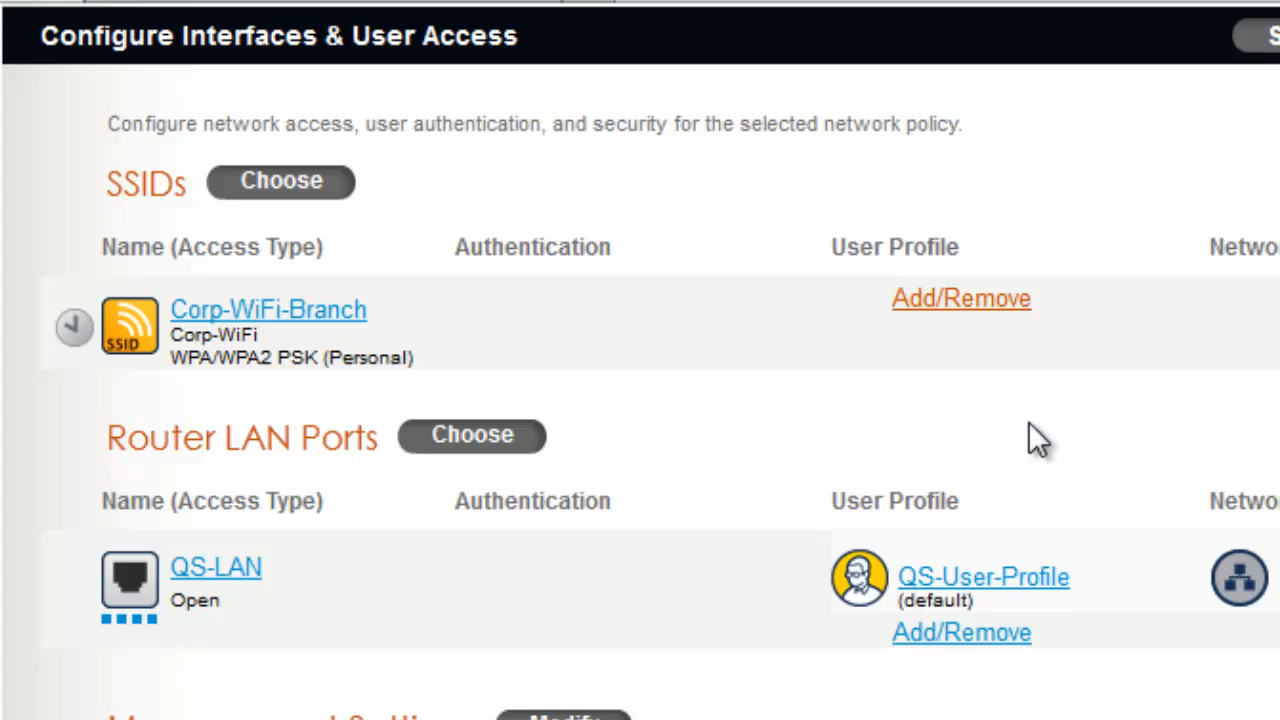 Configure Interfaces & User Access
Configure network access, user authentication, and security for the selected network policy.
SSIDs Choose
Name (Access Type) Authentication User Profile
Corp-WiFi-Branch Add/Remove
SSID Corp-WiFi
WPA/WPA2 PSK (Personal)
Router LAN Ports Choose
Name (Access Type) Authentication User Profile
QS-LAN QS-User-Profile
Open (default)
Add/Remove